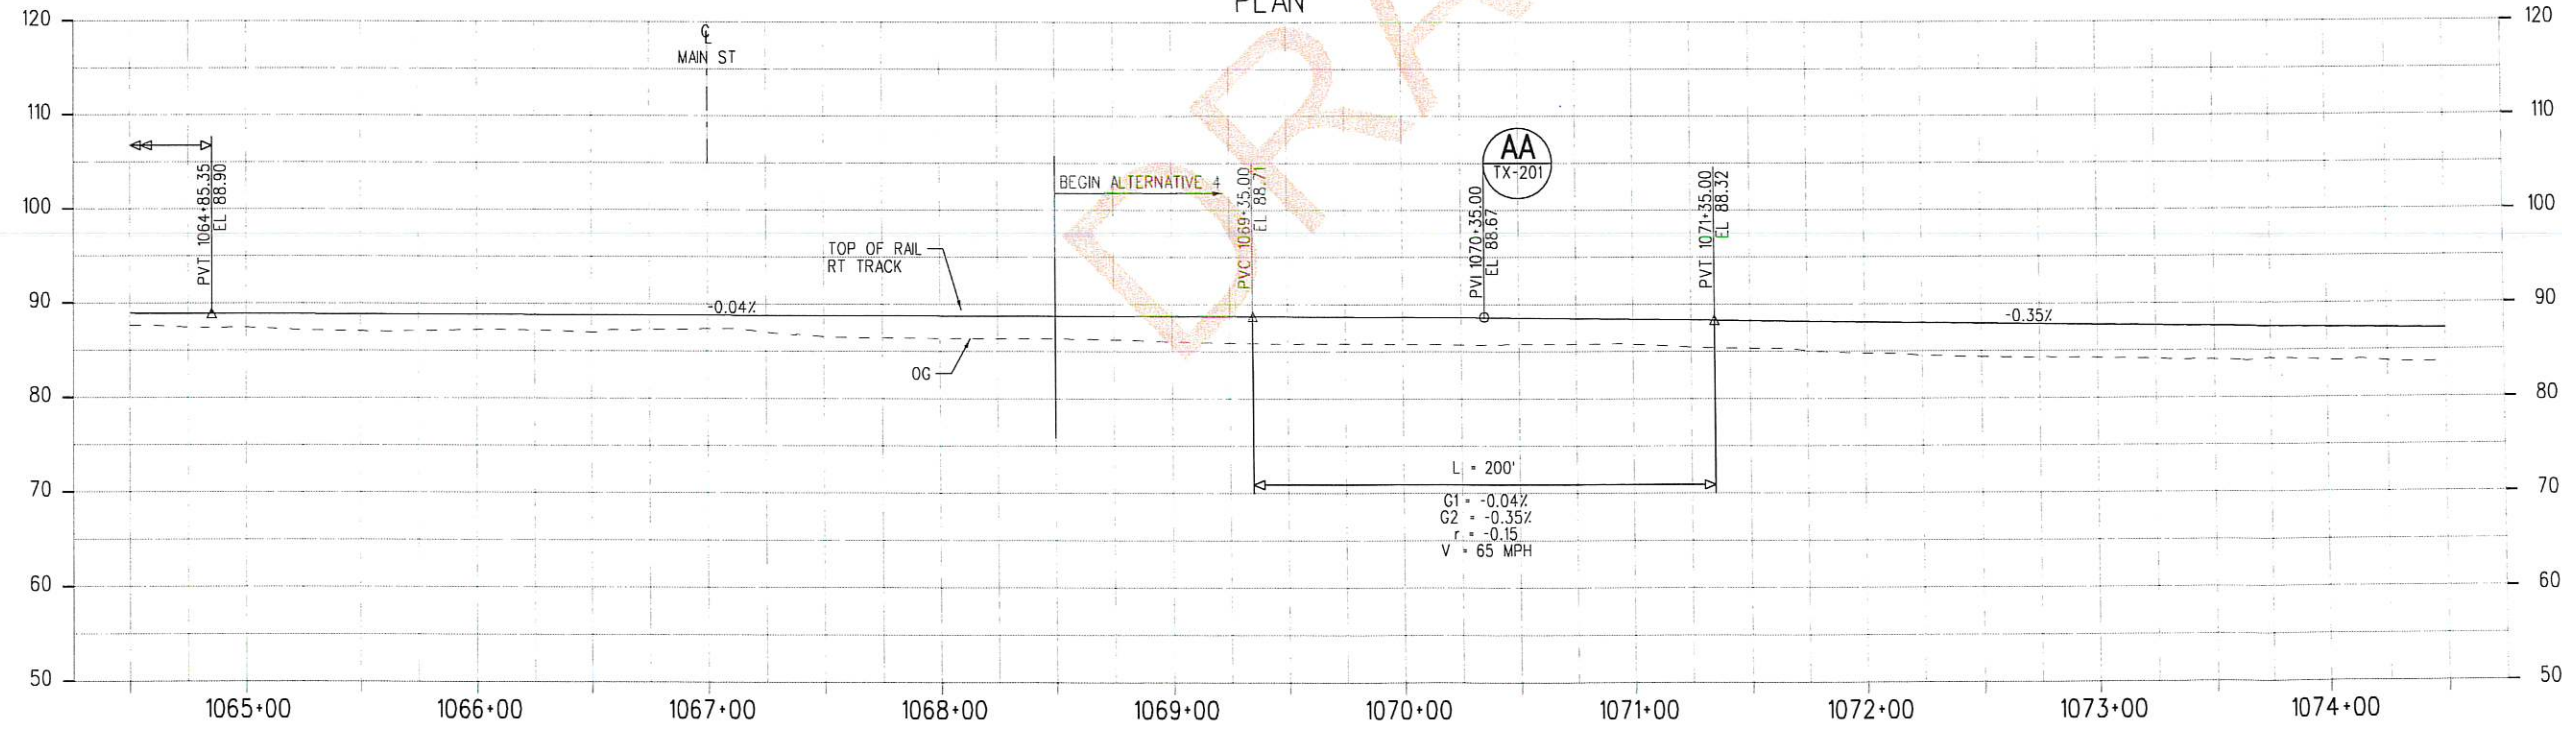 PLAN
120
110
100
90
80
70
60
50
120
110
100
90
80
70
60
50
℄
MAIN ST
PVT 1064+85.35
EL 88.90
BEGIN ALTERNATIVE 4
TOP OF RAIL
RT TRACK
OG
-0.04%
PVC 1069+35.00
EL 88.71
AA
TX-201
PVI 1070+35.00
EL 88.67
PVT 1071+35.00
EL 88.32
-0.35%
L = 200'
G1 = -0.04%
G2 = -0.35%
r = -0.15
V = 65 MPH
1065+00
1066+00
1067+00
1068+00
1069+00
1070+00
1071+00
1072+00
1073+00
1074+00